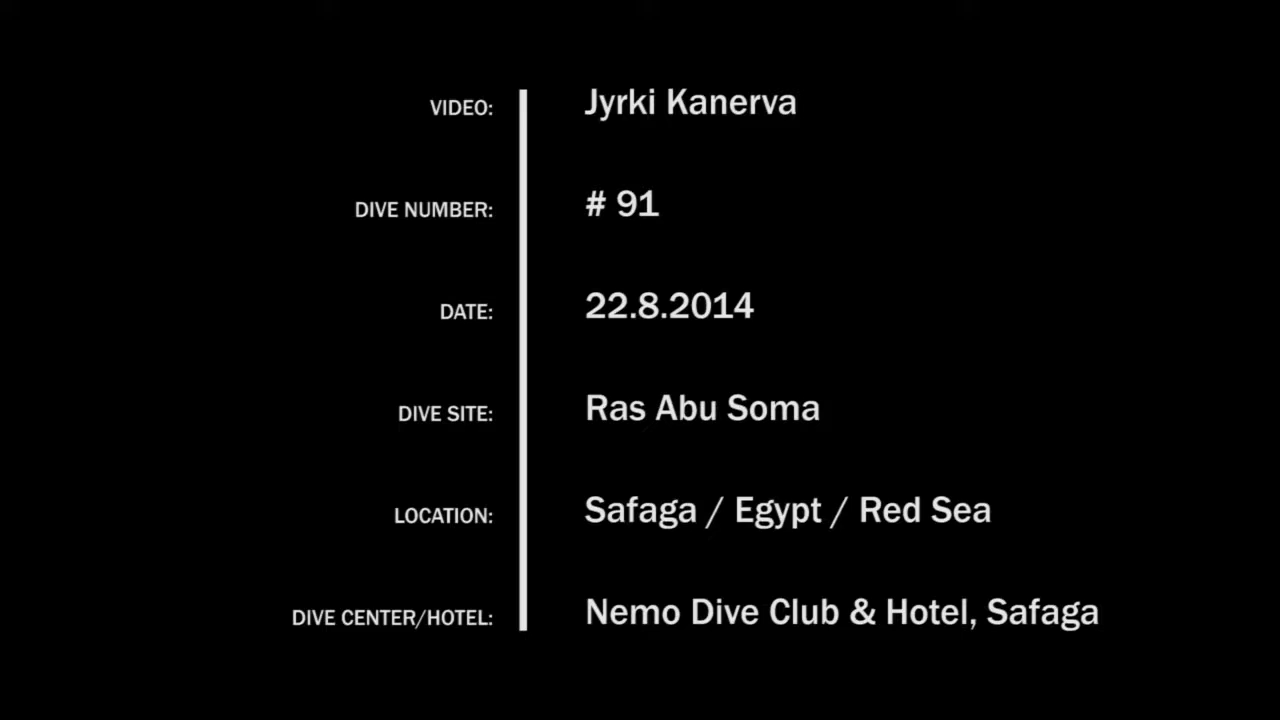 VIDEO: Jyrki Kanerva
DIVE NUMBER: # 91
DATE: 22.8.2014
DIVE SITE: Ras Abu Soma
LOCATION: Safaga / Egypt / Red Sea
DIVE CENTER/HOTEL: Nemo Dive Club & Hotel, Safaga